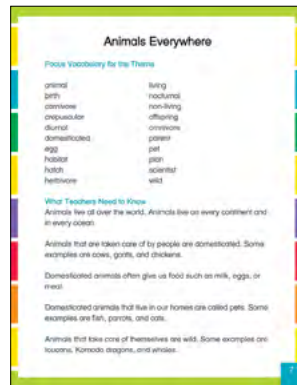 Animals Everywhere
Focus Vocabulary for the Theme
animal living
birth nocturnal
carnivore non-living
crepuscular offspring
diurnal omnivore
domesticated parent
egg pet
habitat plan
hatch scientist
herbivore wild
What Teachers Need to Know
Animals live all over the world. Animals live on every continent and
in every ocean.
Animals that are taken care of by people are domesticated. Some
examples are cows, goats, and chickens.
Domesticated animals often give us food such as milk, eggs, or
meat.
Domesticated animals that live in our homes are called pets. Some
examples are fish, parrots, and cats.
Animals that take care of themselves are wild. Some examples are
toucans, Komodo dragons, and whales.
7